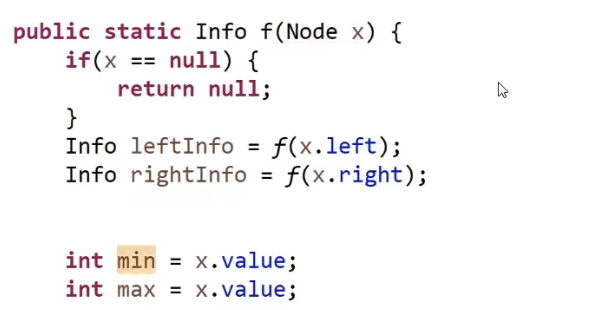 public static Info f(Node x) {
if(x == null) {
return null;
}
Info leftInfo = f(x.left);
Info rightInfo = f(x.right);
int min = x.value;
int max = x.value;